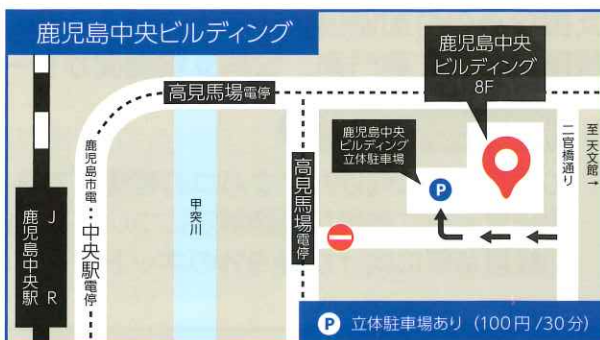 鹿児島中央ビルディング
鹿児島中央
ビルディング
8F
高見馬場電停
鹿児島中央
ビルディング
立体駐車場
P
二官橋通り
至 天文館→
高見馬場電停
甲突川
鹿児島市電
中央駅電停
JR
鹿児島中央駅
P 立体駐車場あり (100円/30分)